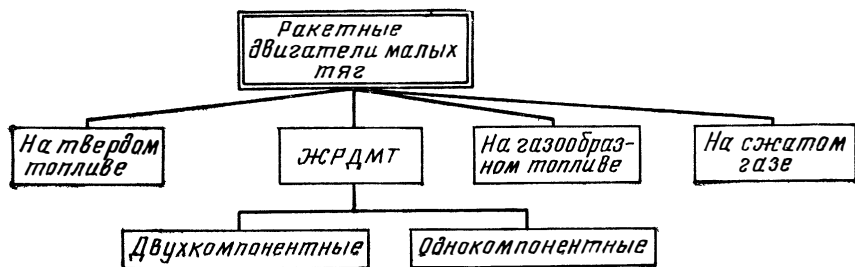 Ракетные
двигатели малых
тяг
На твердом
топливе
ЖРДМТ
На газообраз-
ном топливе
На сжатом
газе
Двухкомпонентные
Однокомпонентные